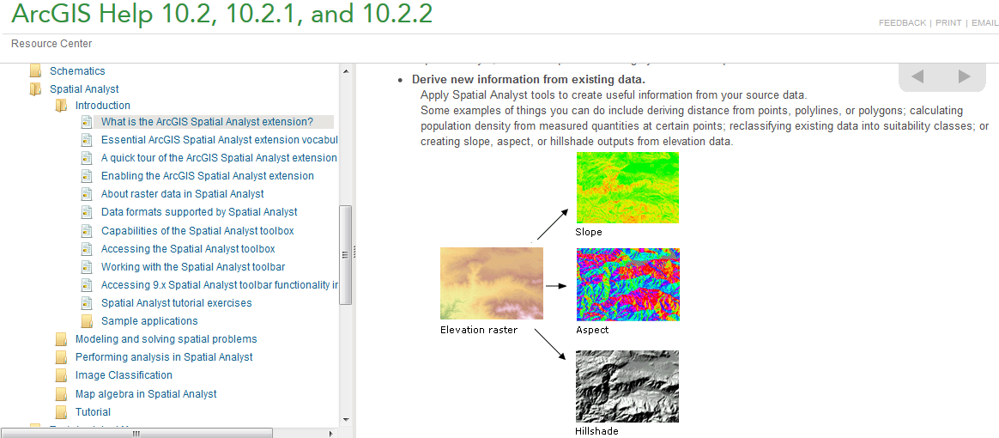 ArcGIS Help 10.2, 10.2.1, and 10.2.2
FEEDBACK | PRINT | EMAIL
Resource Center
Schematics
Spatial Analyst
Introduction
What is the ArcGIS Spatial Analyst extension?
Essential ArcGIS Spatial Analyst extension vocabul
A quick tour of the ArcGIS Spatial Analyst extension
Enabling the ArcGIS Spatial Analyst extension
About raster data in Spatial Analyst
Data formats supported by Spatial Analyst
Capabilities of the Spatial Analyst toolbox
Accessing the Spatial Analyst toolbox
Working with the Spatial Analyst toolbar
Accessing 9.x Spatial Analyst toolbar functionality in
Spatial Analyst tutorial exercises
Sample applications
Modeling and solving spatial problems
Performing analysis in Spatial Analyst
Image Classification
Map algebra in Spatial Analyst
Tutorial
• Derive new information from existing data.
Apply Spatial Analyst tools to create useful information from your source data.
Some examples of things you can do include deriving distance from points, polylines, or polygons; calculating
population density from measured quantities at certain points; reclassifying existing data into suitability classes; or
creating slope, aspect, or hillshade outputs from elevation data.
Slope
Elevation raster
Aspect
Hillshade